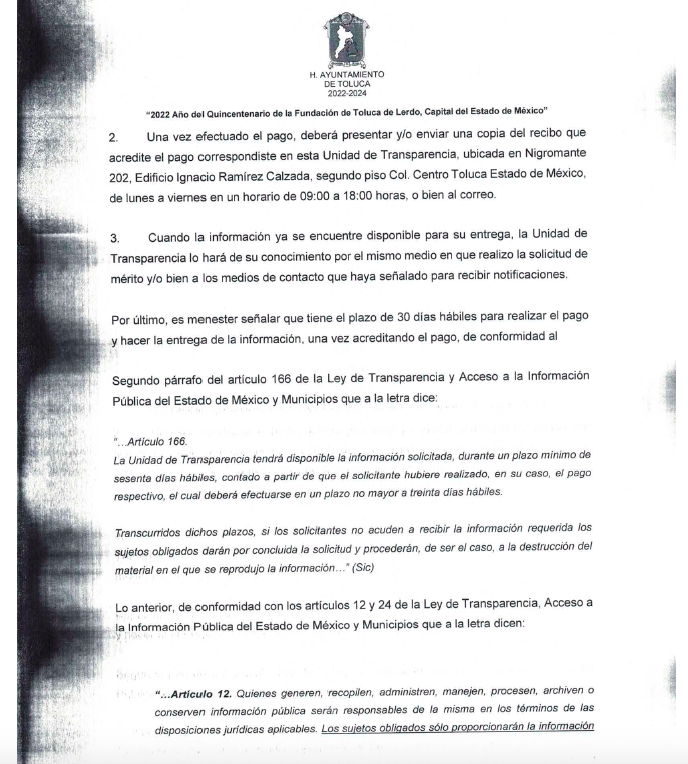 H. AYUNTAMIENTO
DE TOLUCA
2022-2024
"2022 Año del Quincentenario de la Fundación de Toluca de Lerdo, Capital del Estado de México"
2. Una vez efectuado el pago, deberá presentar y/o enviar una copia del recibo que
acredite el pago correspondiste en esta Unidad de Transparencia, ubicada en Nigromante
202, Edificio Ignacio Ramírez Calzada, segundo piso Col. Centro Toluca Estado de México,
de lunes a viernes en un horario de 09:00 a 18:00 horas, o bien al correo.
3. Cuando la información ya se encuentre disponible para su entrega, la Unidad de
Transparencia lo hará de su conocimiento por el mismo medio en que realizo la solicitud de
mérito y/o bien a los medios de contacto que haya señalado para recibir notificaciones.
Por último, es menester señalar que tiene el plazo de 30 días hábiles para realizar el pago
y hacer la entrega de la información, una vez acreditando el pago, de conformidad al
Segundo párrafo del artículo 166 de la Ley de Transparencia y Acceso a la Información
Pública del Estado de México y Municipios que a la letra dice:
"...Artículo 166.
La Unidad de Transparencia tendrá disponible la información solicitada, durante un plazo mínimo de
sesenta días hábiles, contado a partir de que el solicitante hubiere realizado, en su caso, el pago
respectivo, el cual deberá efectuarse en un plazo no mayor a treinta días hábiles.
Transcurridos dichos plazos, si los solicitantes no acuden a recibir la información requerida los
sujetos obligados darán por concluida la solicitud y procederán, de ser el caso, a la destrucción del
material en el que se reprodujo la información..." (Sic)
Lo anterior, de conformidad con los artículos 12 y 24 de la Ley de Transparencia, Acceso a
la Información Pública del Estado de México y Municipios que a la letra dicen:
"...Artículo 12. Quienes generen, recopilen, administren, manejen, procesen, archiven o
conserven información pública serán responsables de la misma en los términos de las
disposiciones jurídicas aplicables. Los sujetos obligados sólo proporcionarán la información